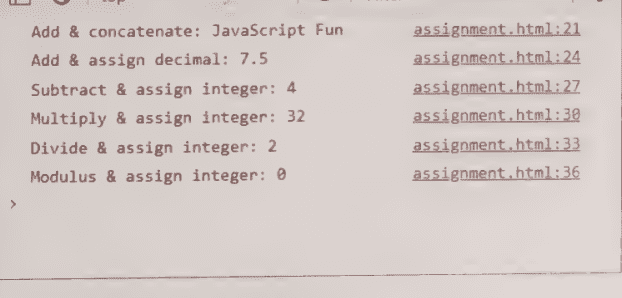 Add & concatenate: JavaScript Fun assignment.html:21
Add & assign decimal: 7.5 assignment.html:24
Subtract & assign integer: 4 assignment.html:27
Multiply & assign integer: 32 assignment.html:30
Divide & assign integer: 2 assignment.html:33
Modulus & assign integer: 0 assignment.html:36
>